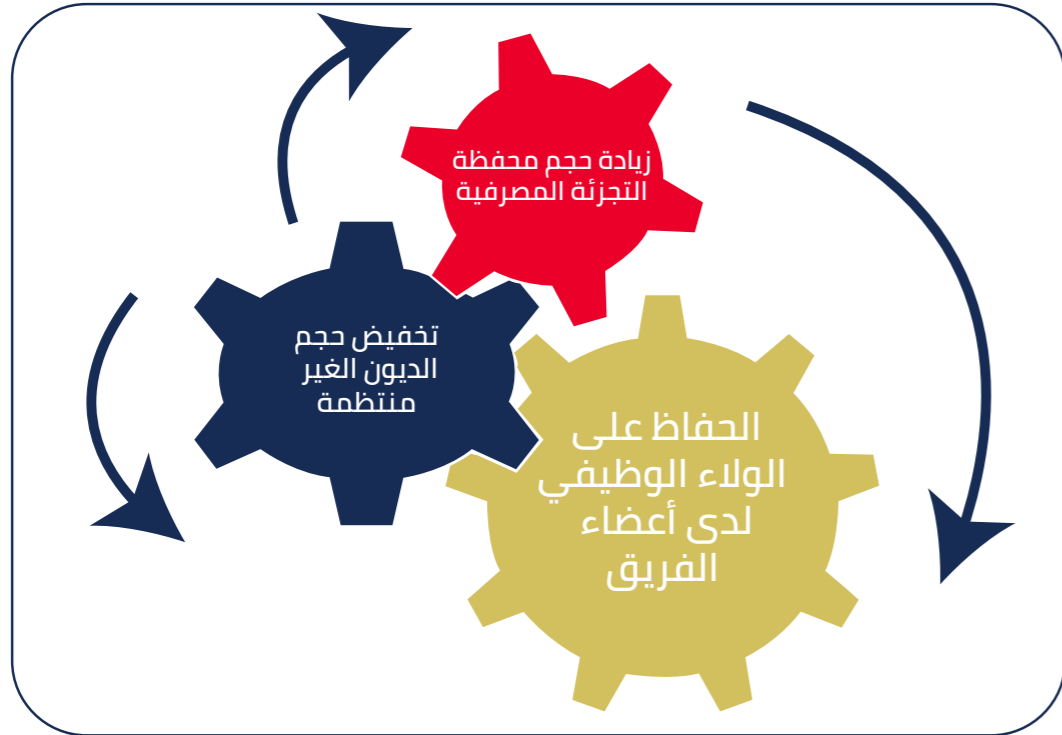 زيادة حجم محفظة
التجزئة المصرفية
تخفيض حجم
الديون الغير
منتظمة
الحفاظ على
الولاء الوظيفي
لدى أعضاء
الفريق